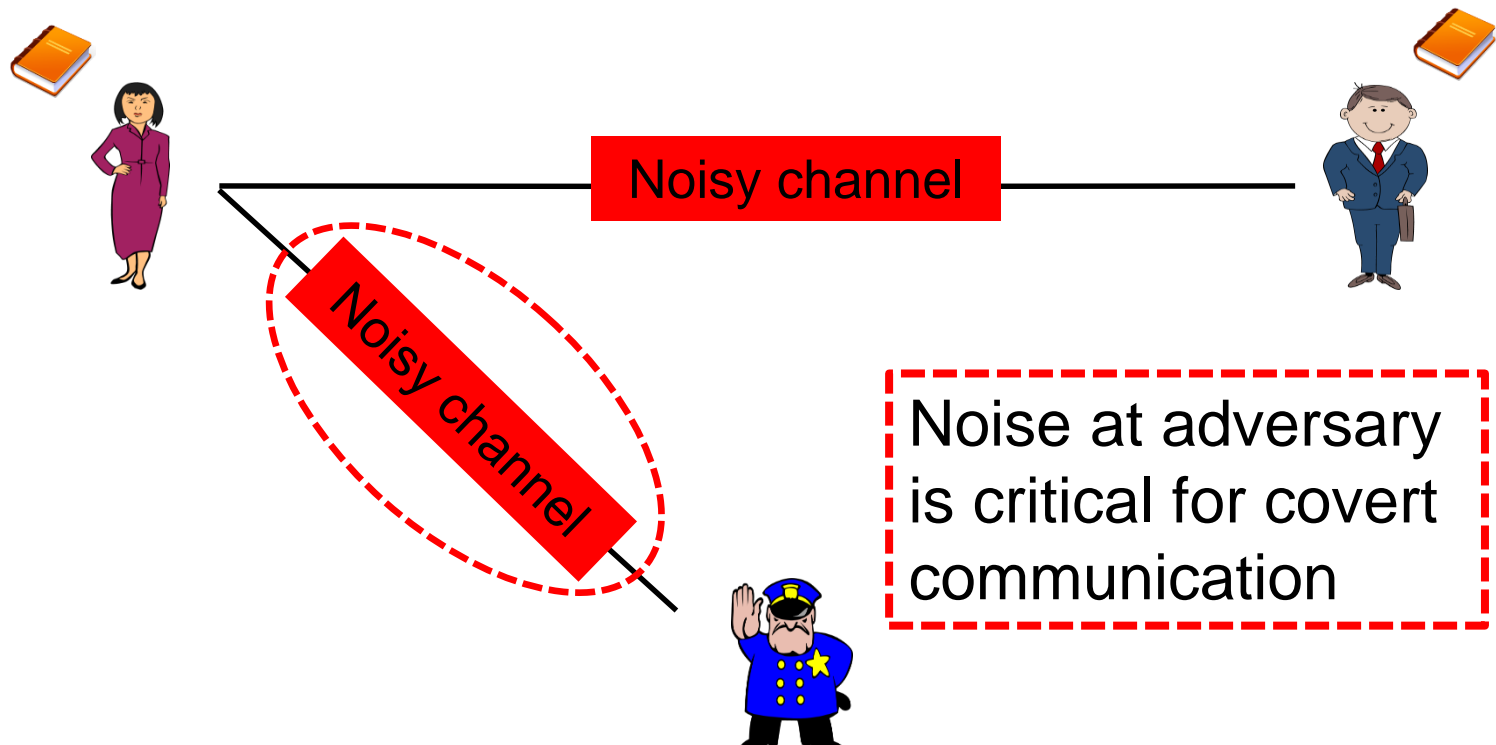 Noisy channel
Noisy channel
Noise at adversary
is critical for covert
communication